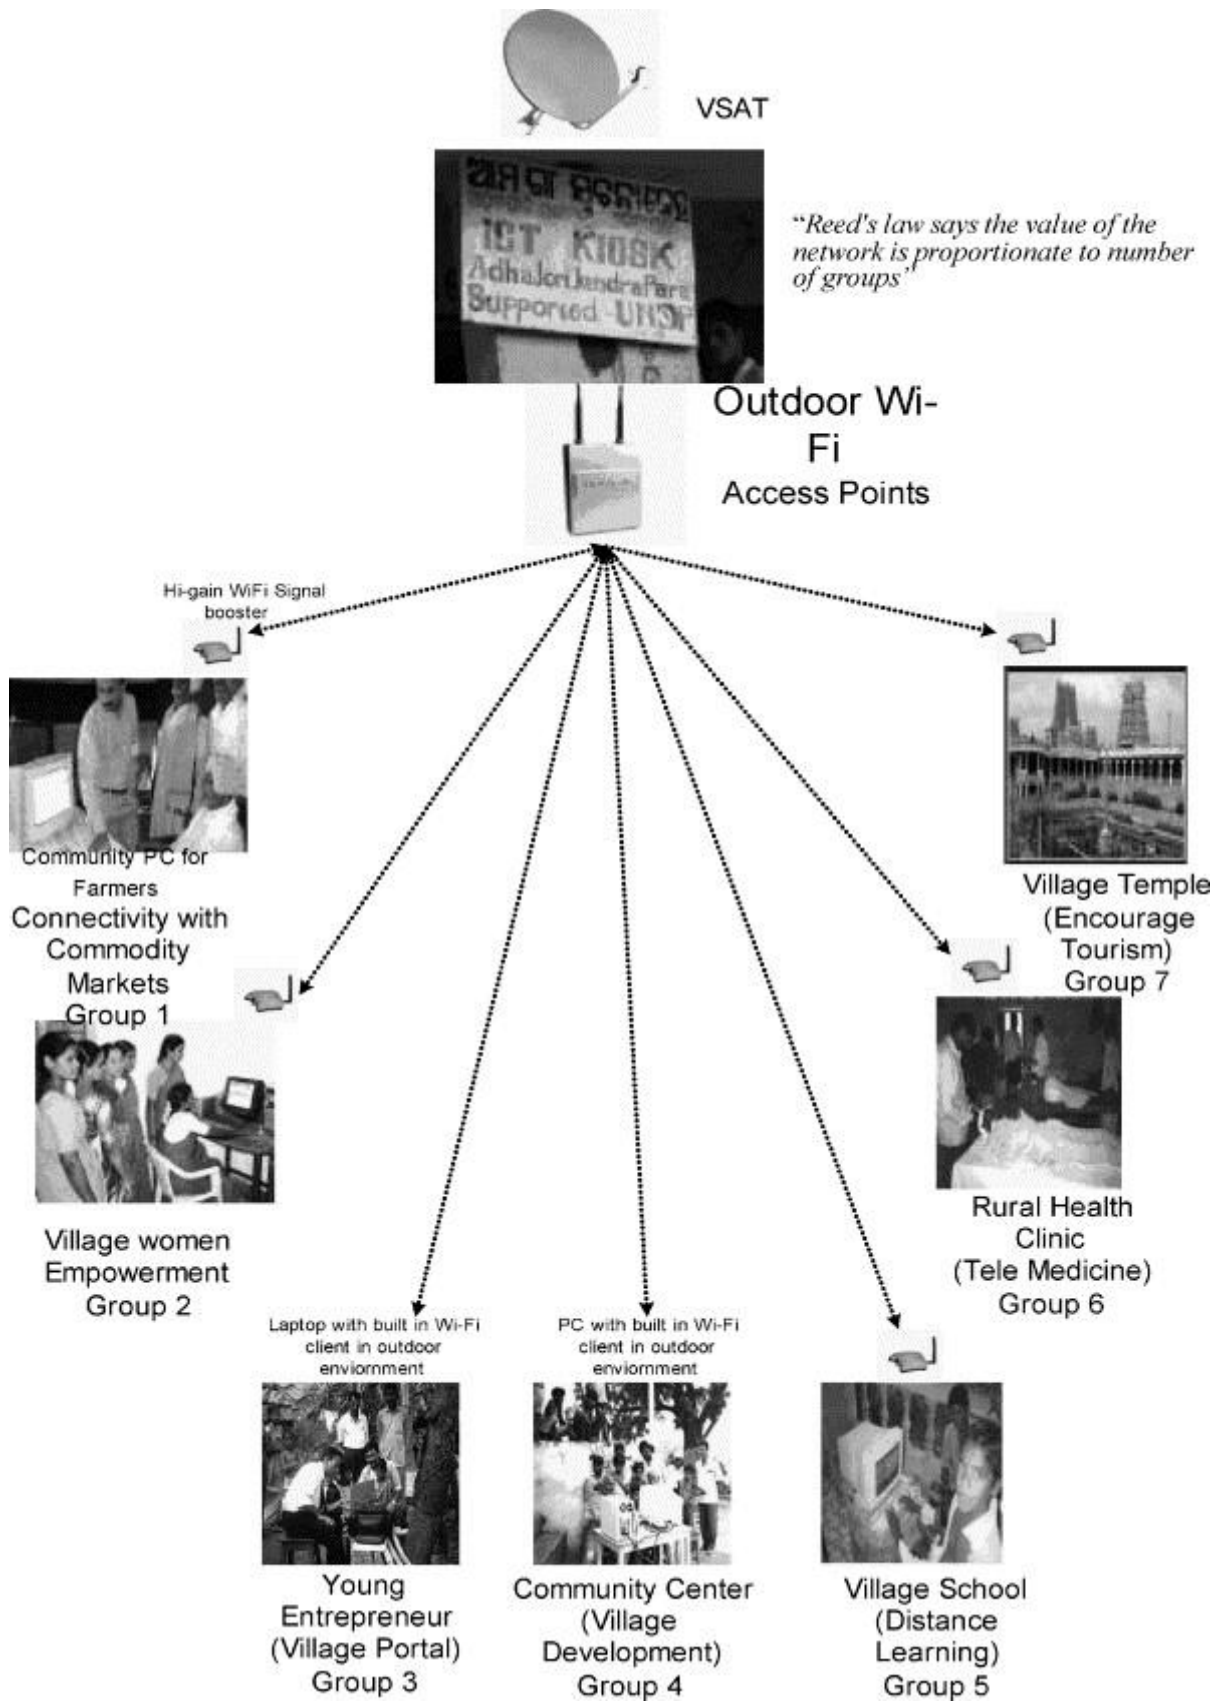 VSAT
ଆମ ଗାଁ ସୂଚନାକେନ୍ଦ୍ର
ICT KIOSK
Supported - UNDP
“Reed's law says the value of the
network is proportionate to number
of groups’'
Outdoor Wi-
Fi
Access Points
Hi-gain WiFi Signal
booster
Community PC for
Farmers
Connectivity with
Commodity
Markets
Group 1
Village women
Empowerment
Group 2
Laptop with built in Wi-Fi
client in outdoor
enviornment
Young
Entrepreneur
(Village Portal)
Group 3
PC with built in Wi-Fi
client in outdoor
enviornment
Community Center
(Village
Development)
Group 4
Village School
(Distance
Learning)
Group 5
Rural Health
Clinic
(Tele Medicine)
Group 6
Village Temple
(Encourage
Tourism)
Group 7